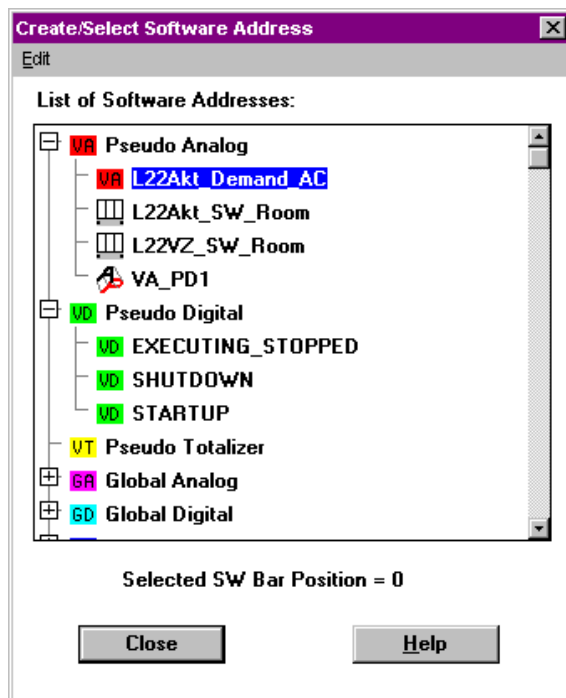 Create/Select Software Address
Edit
List of Software Addresses:
VA Pseudo Analog
VA L22Akt_Demand_AC
L22Akt_SW_Room
L22VZ_SW_Room
VA_PD1
VD Pseudo Digital
VD EXECUTING_STOPPED
VD SHUTDOWN
VD STARTUP
VT Pseudo Totalizer
GA Global Analog
GD Global Digital
Selected SW Bar Position = 0
Close Help